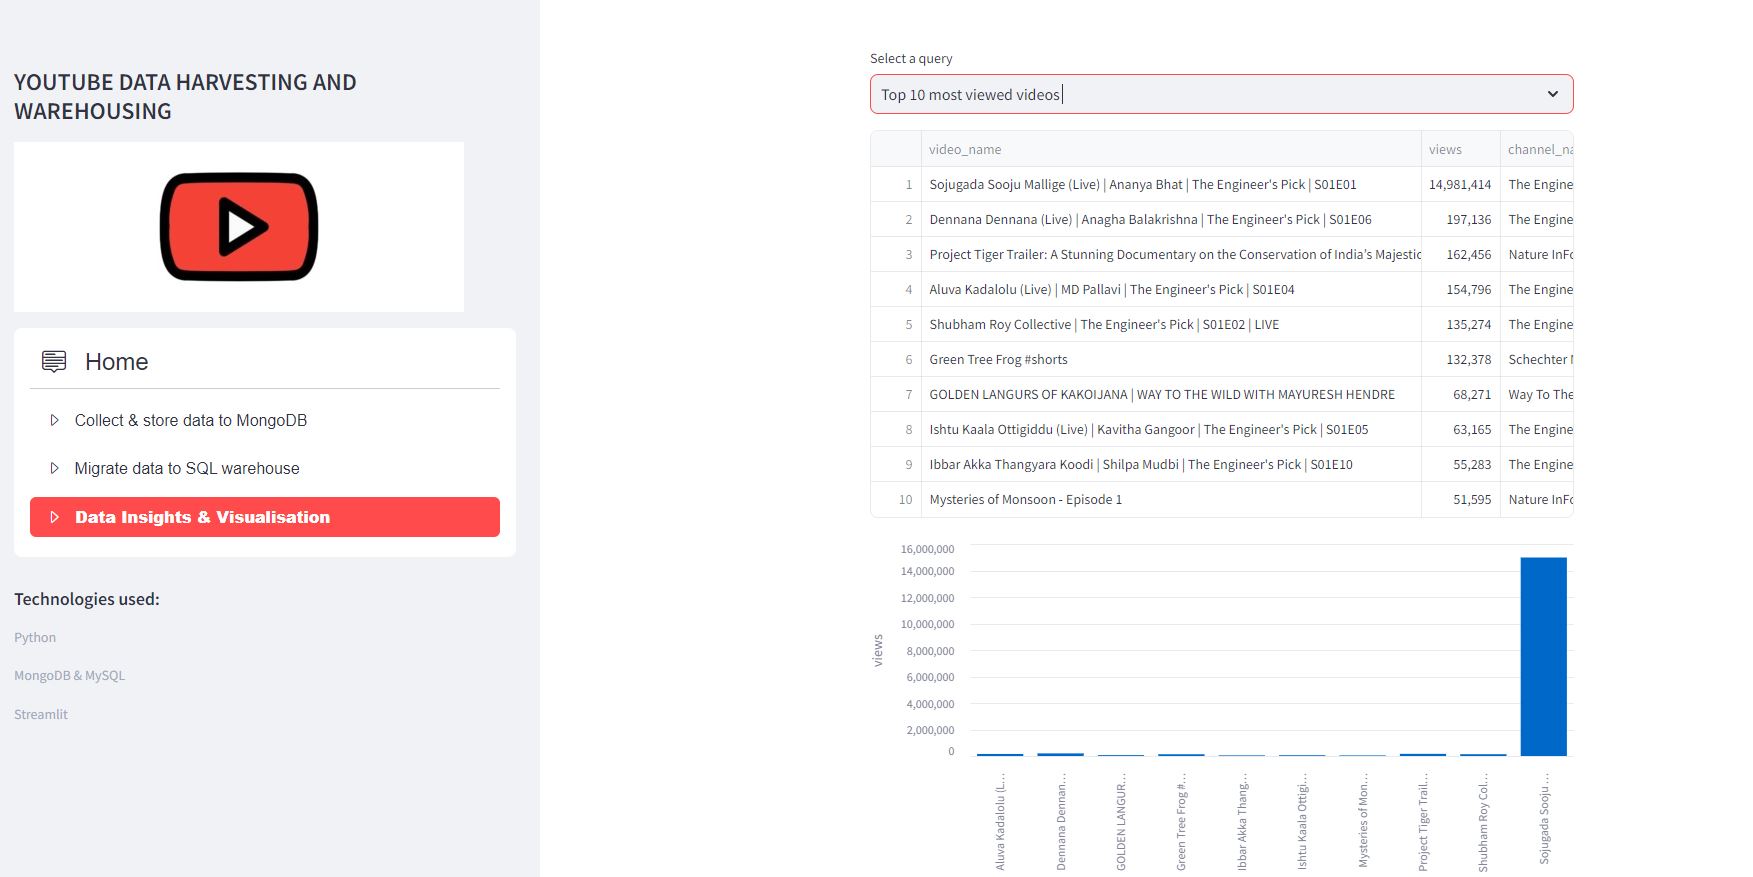 YOUTUBE DATA HARVESTING AND
WAREHOUSING
Home
Collect & store data to MongoDB
Migrate data to SQL warehouse
Data Insights & Visualisation
Technologies used:
Python
MongoDB & MySQL
Streamlit
Select a query
Top 10 most viewed videos
video_name views channel_na
1 Sojugada Sooju Mallige (Live) | Ananya Bhat | The Engineer's Pick | S01E01 14,981,414 The Engine
2 Dennana Dennana (Live) | Anagha Balakrishna | The Engineer's Pick | S01E06 197,136 The Engine
3 Project Tiger Trailer: A Stunning Documentary on the Conservation of India's Majestic 162,456 Nature InFo
4 Aluva Kadalolu (Live) | MD Pallavi | The Engineer's Pick | S01E04 154,796 The Engine
5 Shubham Roy Collective | The Engineer's Pick | S01E02 | LIVE 135,274 The Engine
6 Green Tree Frog #shorts 132,378 Schechter
7 GOLDEN LANGURS OF KAKOIJANA | WAY TO THE WILD WITH MAYURESH HENDRE 68,271 Way To The
8 Ishtu Kaala Ottigiddu (Live) | Kavitha Gangoor | The Engineer's Pick | S01E05 63,165 The Engine
9 Ibbar Akka Thangyara Koodi | Shilpa Mudbi | The Engineer's Pick | S01E10 55,283 The Engine
10 Mysteries of Monsoon - Episode 1 51,595 Nature InFo
16,000,000
14,000,000
12,000,000
10,000,000
8,000,000
6,000,000
4,000,000
2,000,000
0
views
Aluva Kadalolu (L…
Dennana Dennan…
GOLDEN LANGUR…
Green Tree Frog #…
Ibbar Akka Thang…
Ishtu Kaala Ottigi…
Mysteries of Mon…
Project Tiger Trail…
Shubham Roy Col…
Sojugada Sooju …